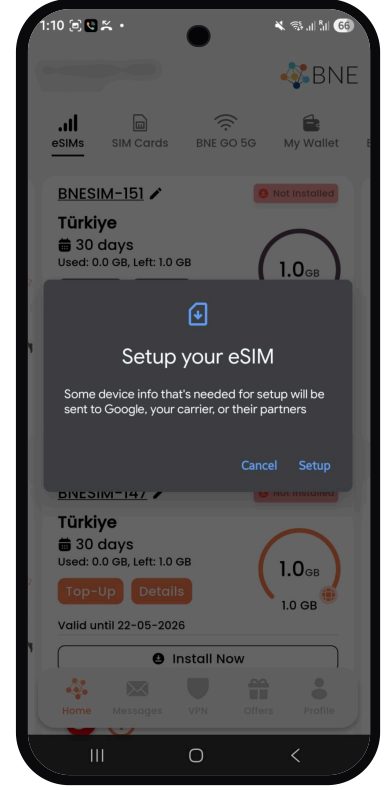 1:10
66
BNE
eSIMs
SIM Cards
BNE GO 5G
My Wallet
BNESIM-151
Not Installed
Türkiye
30 days
Used: 0.0 GB, Left: 1.0 GB
1.0GB
Setup your eSIM
Some device info that's needed for setup will be
sent to Google, your carrier, or their partners
Cancel
Setup
BNESIM-147
Not Installed
Türkiye
30 days
Used: 0.0 GB, Left: 1.0 GB
1.0GB
1.0 GB
Top-Up
Details
Valid until 22-05-2026
Install Now
Home
Messages
VPN
Offers
Profile